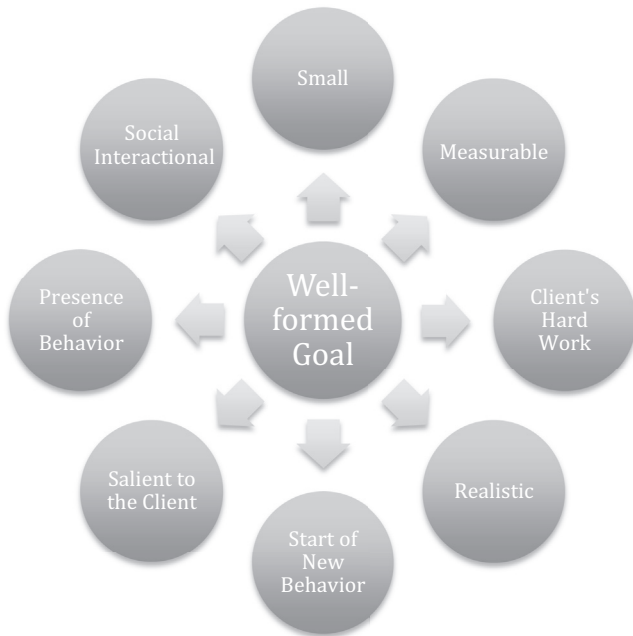 Small
Measurable
Client's
Hard
Work
Realistic
Start of
New
Behavior
Salient to
the Client
Presence
of
Behavior
Social
Interactional
Well-
formed
Goal